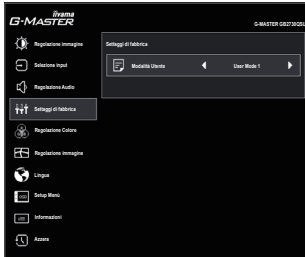 iiyama
G-MASTER
G-MASTER GB2730QSU
Regolazione immagine
Selezione Input
Regolazione Audio
Settaggi di fabbrica
Regolazione Colore
Regolazione immagine
Lingua
Setup Menù
Informazioni
Azzera
Settaggi di fabbrica
Modalità Utente
User Mode 1